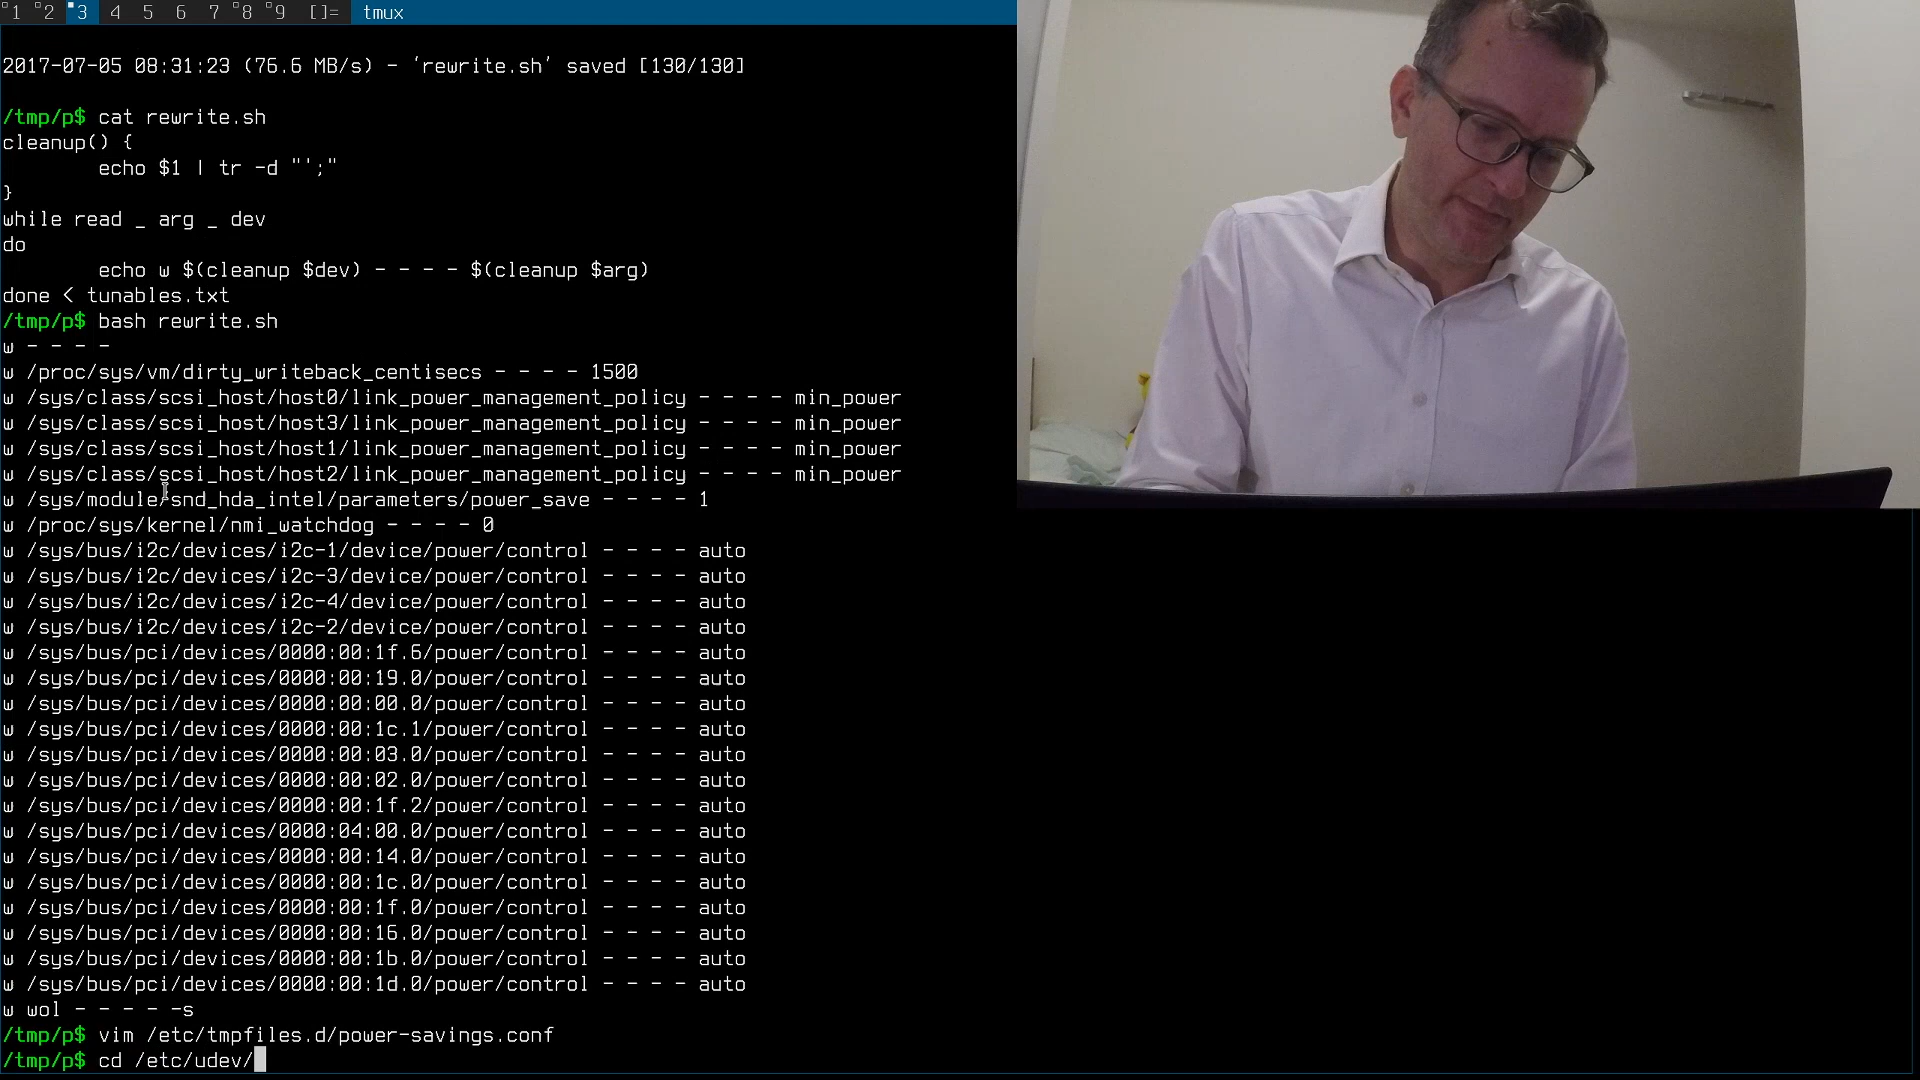 1 2 3 4 5 6 7 8 9 []= tmux
2017-07-05 08:31:23 (76.6 MB/s) - ‘rewrite.sh’ saved [130/130]
/tmp/p$ cat rewrite.sh
cleanup() {
echo $1 | tr -d "';"
}
while read _ arg _ dev
do
echo w $(cleanup $dev) - - - - $(cleanup $arg)
done < tunables.txt
/tmp/p$ bash rewrite.sh
w - - - -
w /proc/sys/vm/dirty_writeback_centisecs - - - - 1500
w /sys/class/scsi_host/host0/link_power_management_policy - - - - min_power
w /sys/class/scsi_host/host3/link_power_management_policy - - - - min_power
w /sys/class/scsi_host/host1/link_power_management_policy - - - - min_power
w /sys/class/scsi_host/host2/link_power_management_policy - - - - min_power
w /sys/module/snd_hda_intel/parameters/power_save - - - - 1
w /proc/sys/kernel/nmi_watchdog - - - - 0
w /sys/bus/i2c/devices/i2c-1/device/power/control - - - - auto
w /sys/bus/i2c/devices/i2c-3/device/power/control - - - - auto
w /sys/bus/i2c/devices/i2c-4/device/power/control - - - - auto
w /sys/bus/i2c/devices/i2c-2/device/power/control - - - - auto
w /sys/bus/pci/devices/0000:00:1f.6/power/control - - - - auto
w /sys/bus/pci/devices/0000:00:19.0/power/control - - - - auto
w /sys/bus/pci/devices/0000:00:00.0/power/control - - - - auto
w /sys/bus/pci/devices/0000:00:1c.1/power/control - - - - auto
w /sys/bus/pci/devices/0000:00:03.0/power/control - - - - auto
w /sys/bus/pci/devices/0000:00:02.0/power/control - - - - auto
w /sys/bus/pci/devices/0000:00:1f.2/power/control - - - - auto
w /sys/bus/pci/devices/0000:04:00.0/power/control - - - - auto
w /sys/bus/pci/devices/0000:00:14.0/power/control - - - - auto
w /sys/bus/pci/devices/0000:00:1c.0/power/control - - - - auto
w /sys/bus/pci/devices/0000:00:1f.0/power/control - - - - auto
w /sys/bus/pci/devices/0000:00:16.0/power/control - - - - auto
w /sys/bus/pci/devices/0000:00:1b.0/power/control - - - - auto
w /sys/bus/pci/devices/0000:00:1d.0/power/control - - - - auto
w wol - - - - -s
/tmp/p$ vim /etc/tmpfiles.d/power-savings.conf
/tmp/p$ cd /etc/udev/